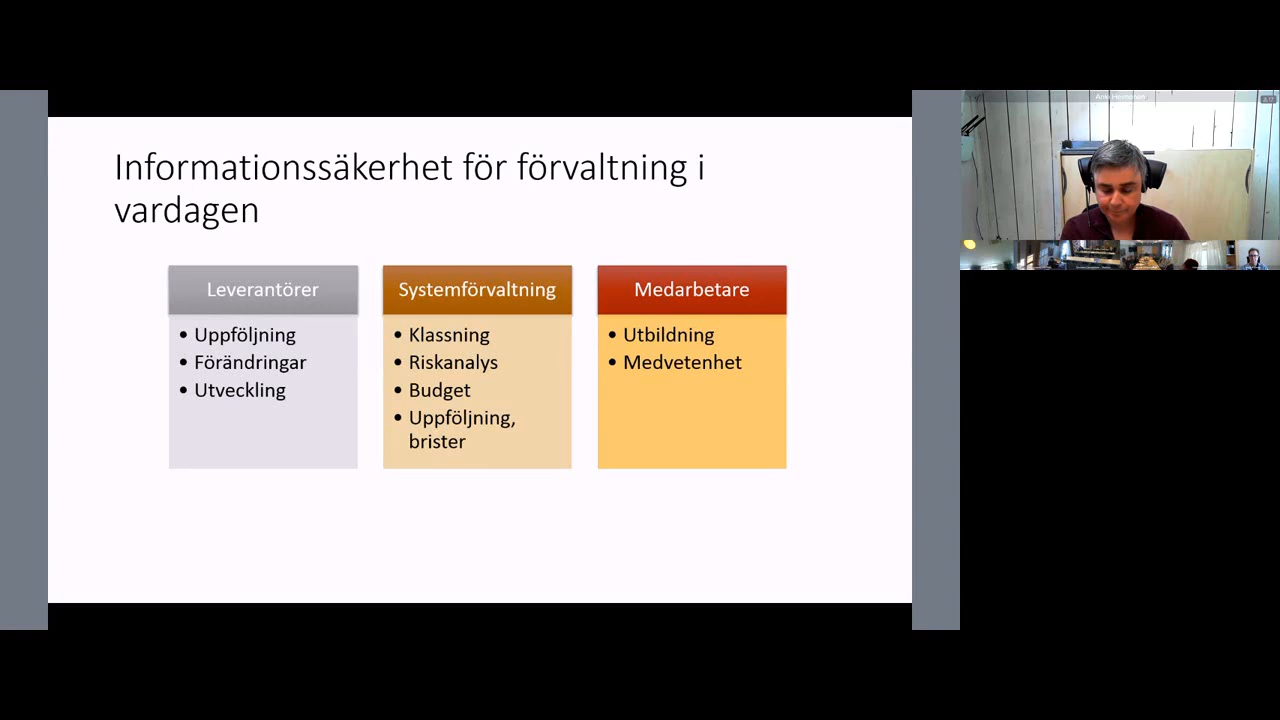 Informationssäkerhet för förvaltning i
vardagen
Leverantörer
• Uppföljning
• Förändringar
• Utveckling
Systemförvaltning
• Klassning
• Riskanalys
• Budget
• Uppföljning,
brister
Medarbetare
• Utbildning
• Medvetenhet